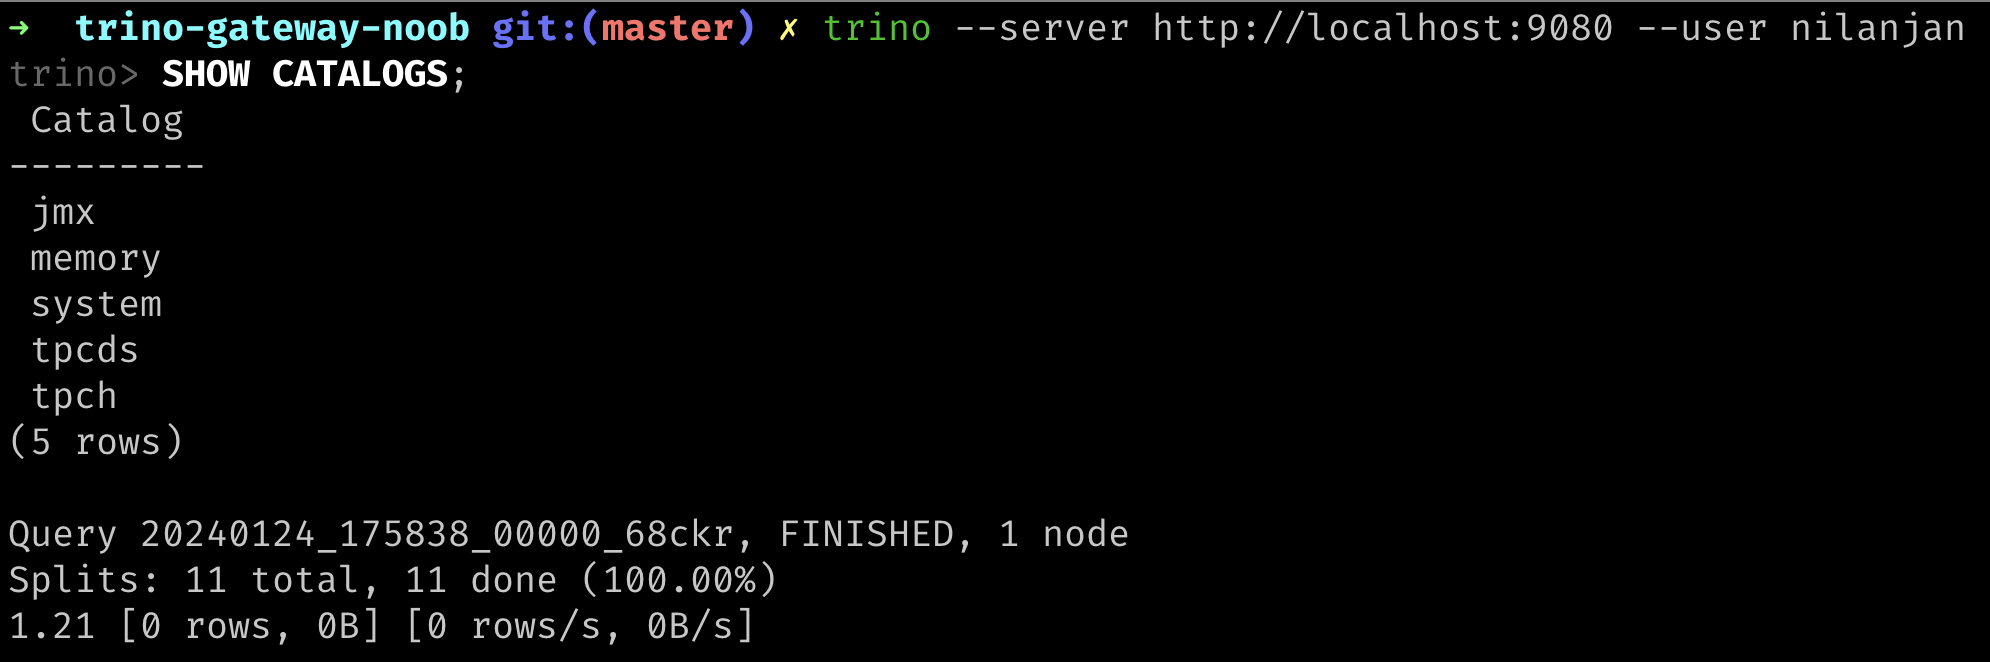 ➜  trino-gateway-noob git:(master) ✗ trino --server http://localhost:9080 --user nilanjan
trino> SHOW CATALOGS;
 Catalog
---------
 jmx
 memory
 system
 tpcds
 tpch
(5 rows)

Query 20240124_175838_00000_68ckr, FINISHED, 1 node
Splits: 11 total, 11 done (100.00%)
1.21 [0 rows, 0B] [0 rows/s, 0B/s]